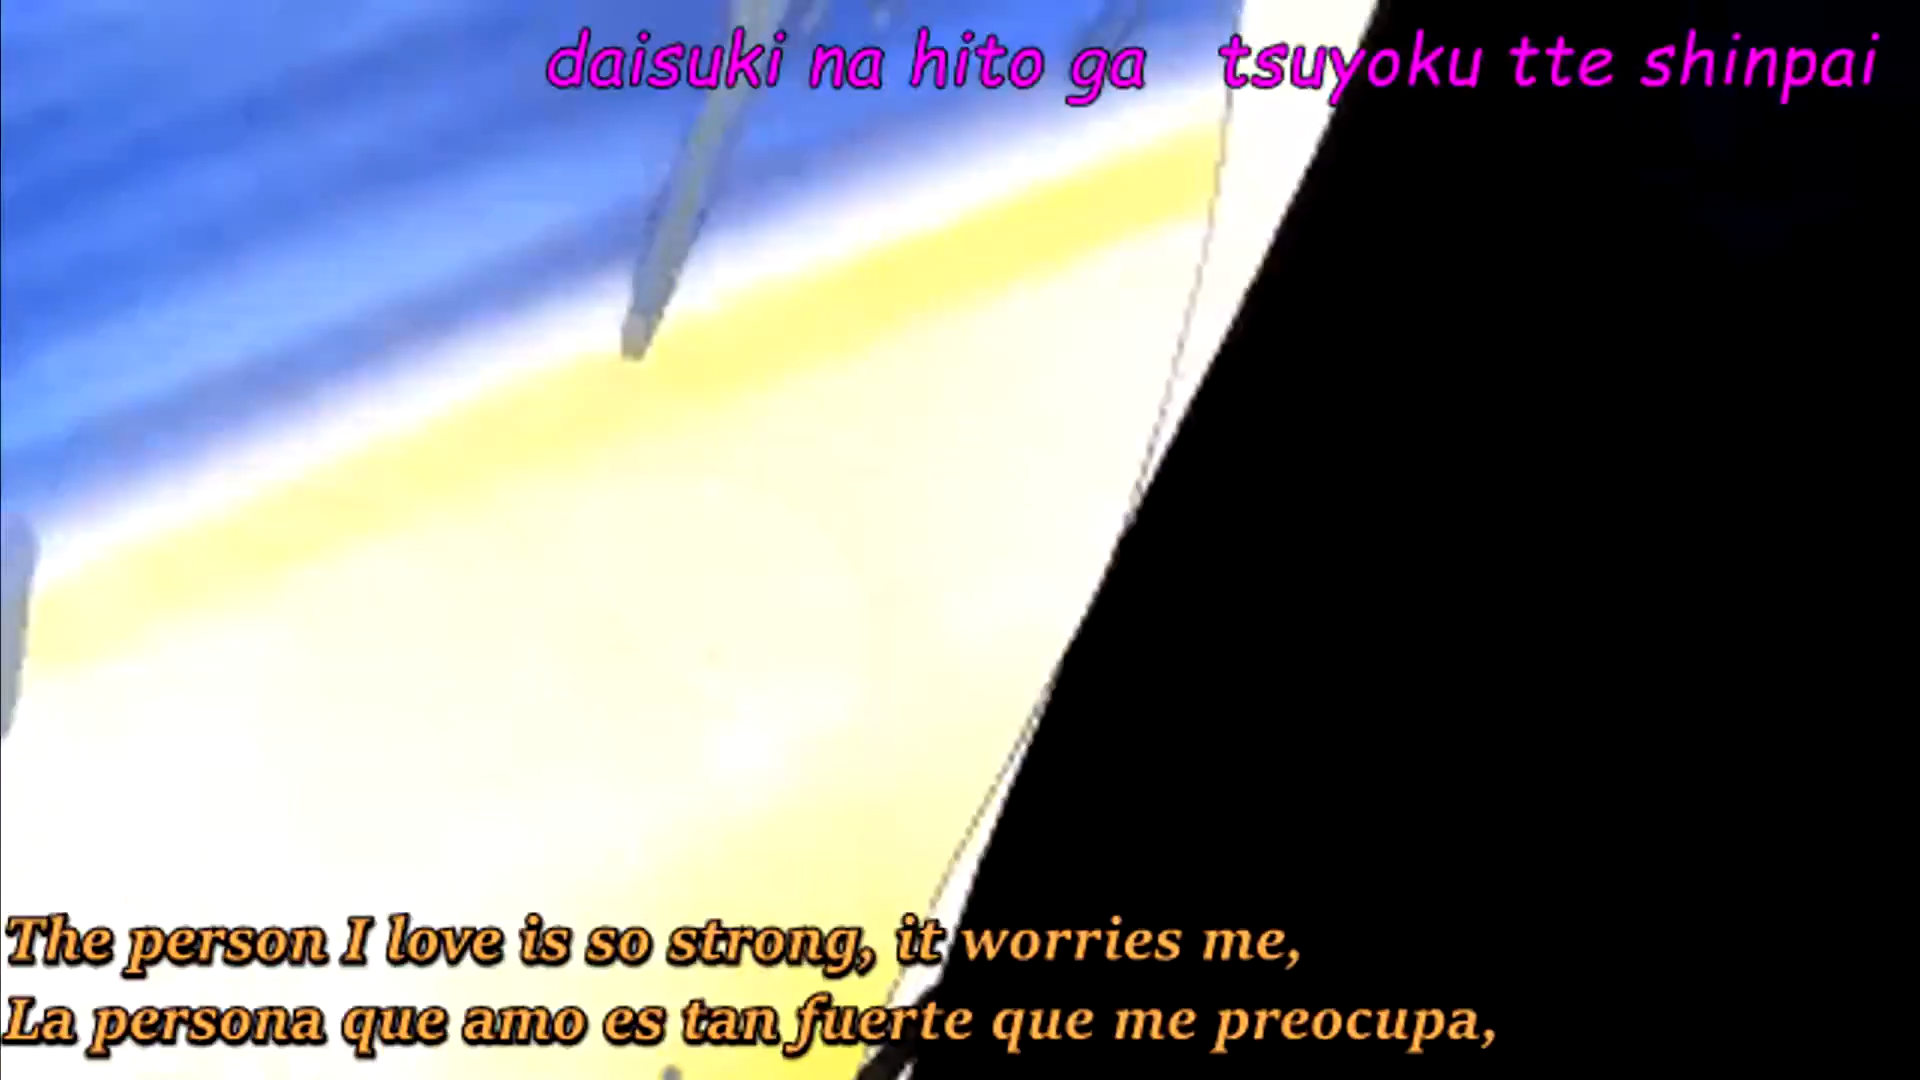 daisuki na hito ga tsuyoku tte shinpai
The person I love is so strong, it worries me,
La persona que amo es tan fuerte que me preocupa,